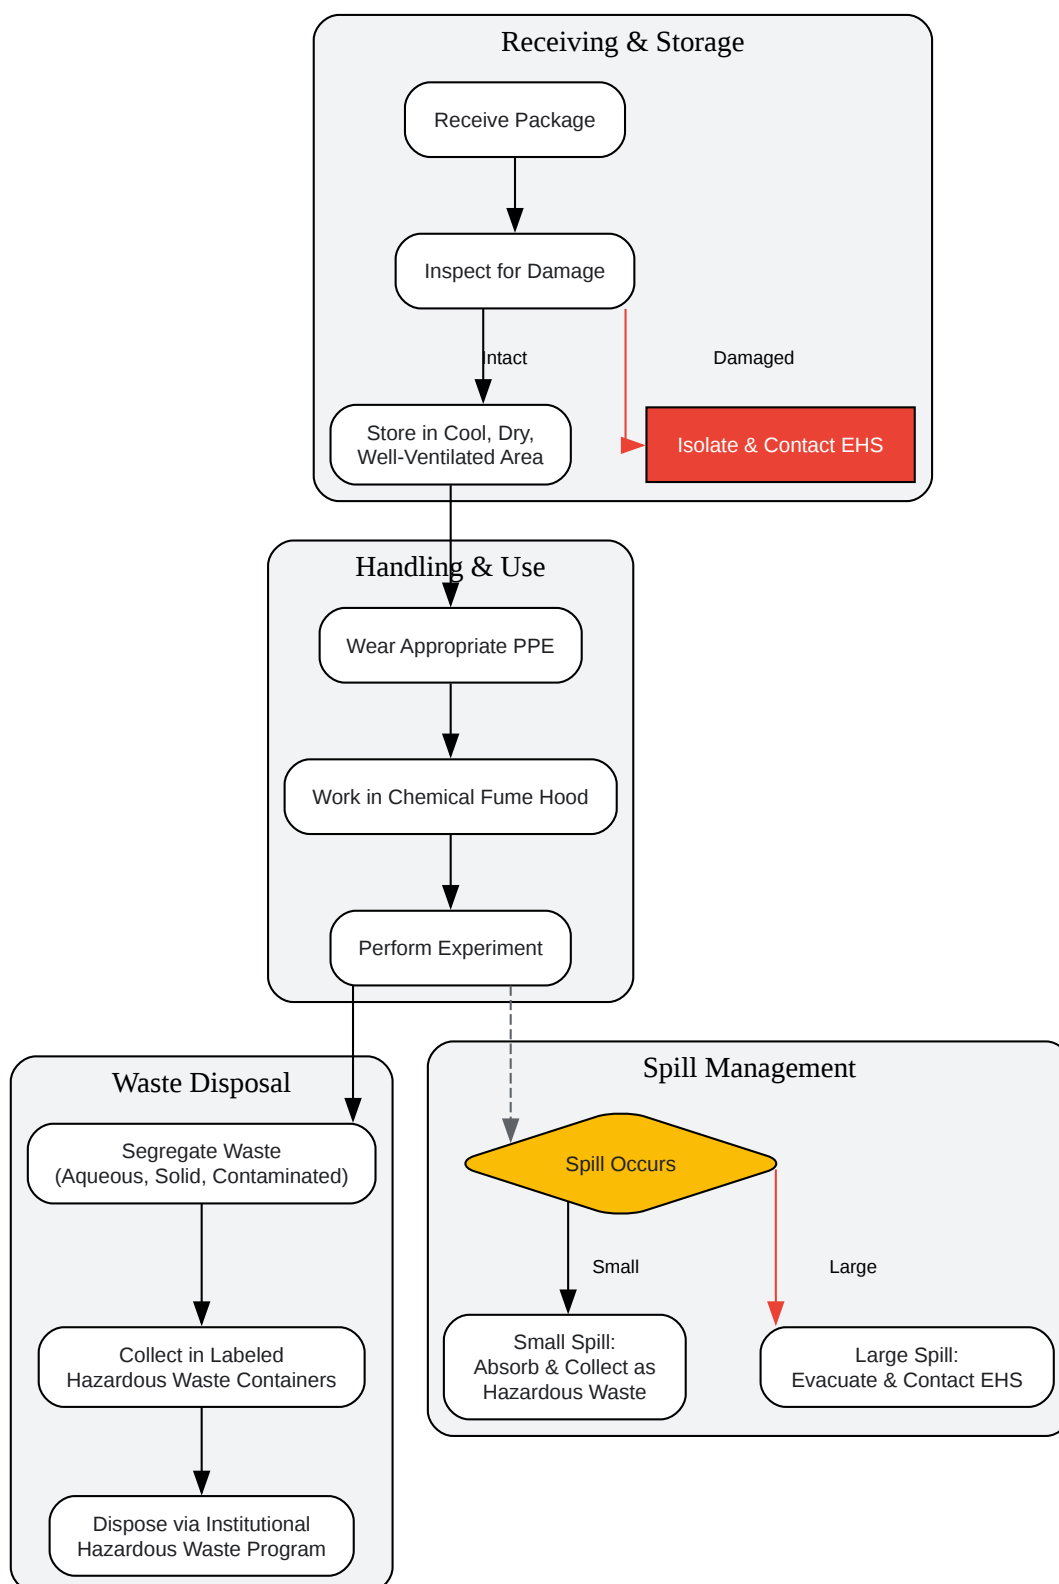 Receiving & Storage
Receive Package
Inspect for Damage
Intact
Damaged
Store in Cool, Dry,
Well-Ventilated Area
Isolate & Contact EHS
Handling & Use
Wear Appropriate PPE
Work in Chemical Fume Hood
Perform Experiment
Waste Disposal
Segregate Waste
(Aqueous, Solid, Contaminated)
Collect in Labeled
Hazardous Waste Containers
Dispose via Institutional
Hazardous Waste Program
Spill Management
Spill Occurs
Small
Large
Small Spill:
Absorb & Collect as
Hazardous Waste
Large Spill:
Evacuate & Contact EHS